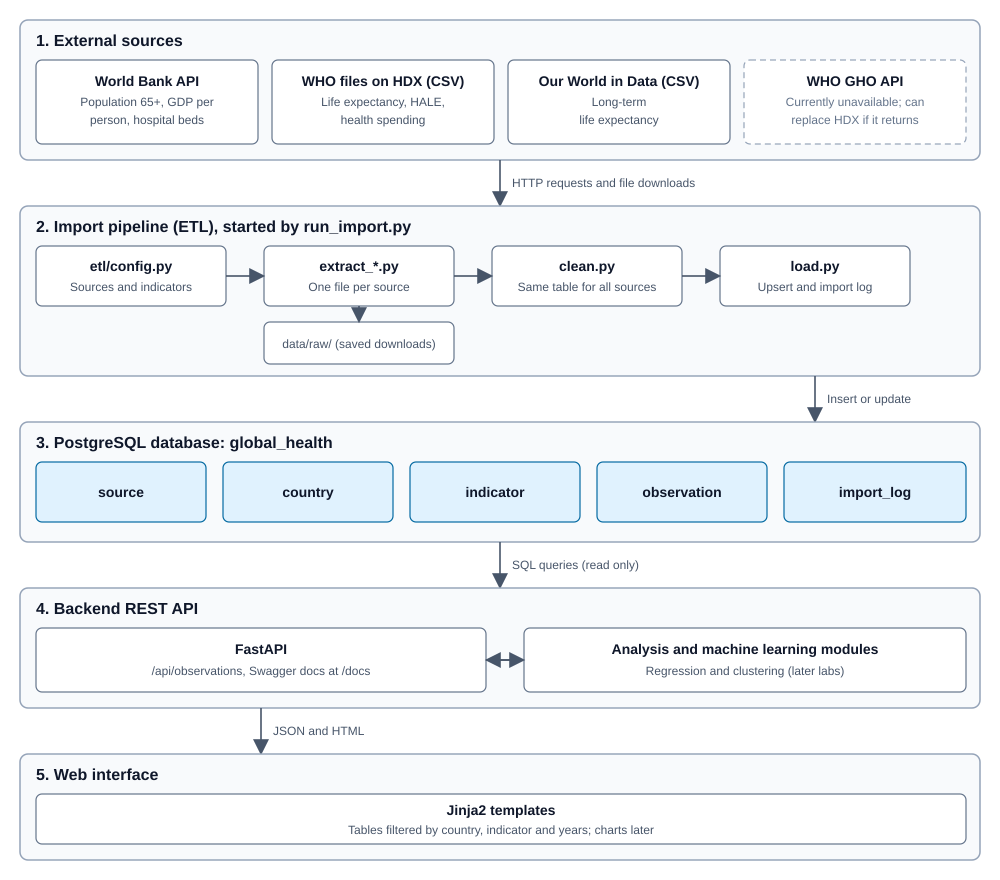 1. External sources
World Bank API
Population 65+, GDP per
person, hospital beds
WHO files on HDX (CSV)
Life expectancy, HALE,
health spending
Our World in Data (CSV)
Long-term
life expectancy
WHO GHO API
Currently unavailable; can
replace HDX if it returns
HTTP requests and file downloads
2. Import pipeline (ETL), started by run_import.py
etl/config.py
Sources and indicators
extract_*.py
One file per source
clean.py
Same table for all sources
load.py
Upsert and import log
data/raw/ (saved downloads)
Insert or update
3. PostgreSQL database: global_health
source
country
indicator
observation
import_log
SQL queries (read only)
4. Backend REST API
FastAPI
/api/observations, Swagger docs at /docs
Analysis and machine learning modules
Regression and clustering (later labs)
JSON and HTML
5. Web interface
Jinja2 templates
Tables filtered by country, indicator and years; charts later